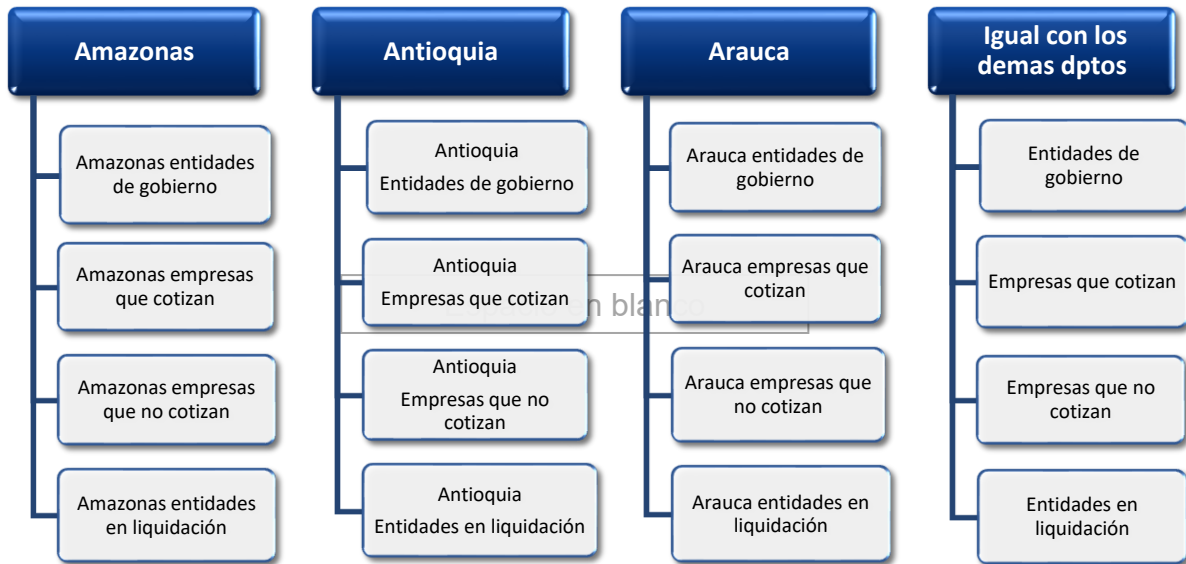 Amazonas
Amazonas entidades
de gobierno
Amazonas empresas
que cotizan
Amazonas empresas
que no cotizan
Amazonas entidades
en liquidación
Antioquia
Antioquia
Entidades de gobierno
Antioquia
Empresas que cotizan
Antioquia
Empresas que no
cotizan
Antioquia
Entidades en liquidación
Arauca
Arauca entidades de
gobierno
Arauca empresas que
cotizan
Arauca empresas que
no cotizan
Arauca entidades en
liquidación
Igual con los
demas dptos
Entidades de
gobierno
Empresas que cotizan
Empresas que no
cotizan
Entidades en
liquidación
Espacio en blanco